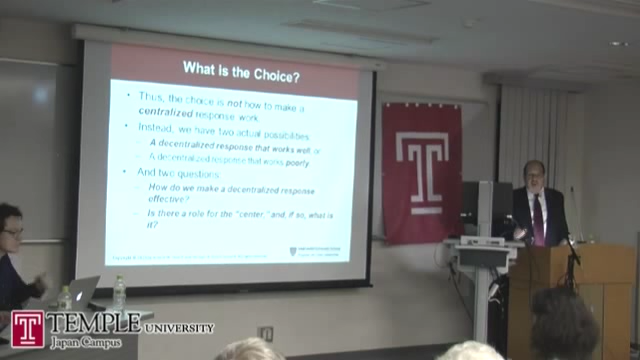 What is the Choice?
• Thus, the choice is not how to make a
centralized response work.
• Instead, we have two actual possibilities:
– A decentralized response that works well, or
– A decentralized response that works poorly
• And two questions:
– How do we make a decentralized response
effective?
– Is there a role for the "center," and, if so, what is
it?
T
T
TEMPLE UNIVERSITY
Japan Campus